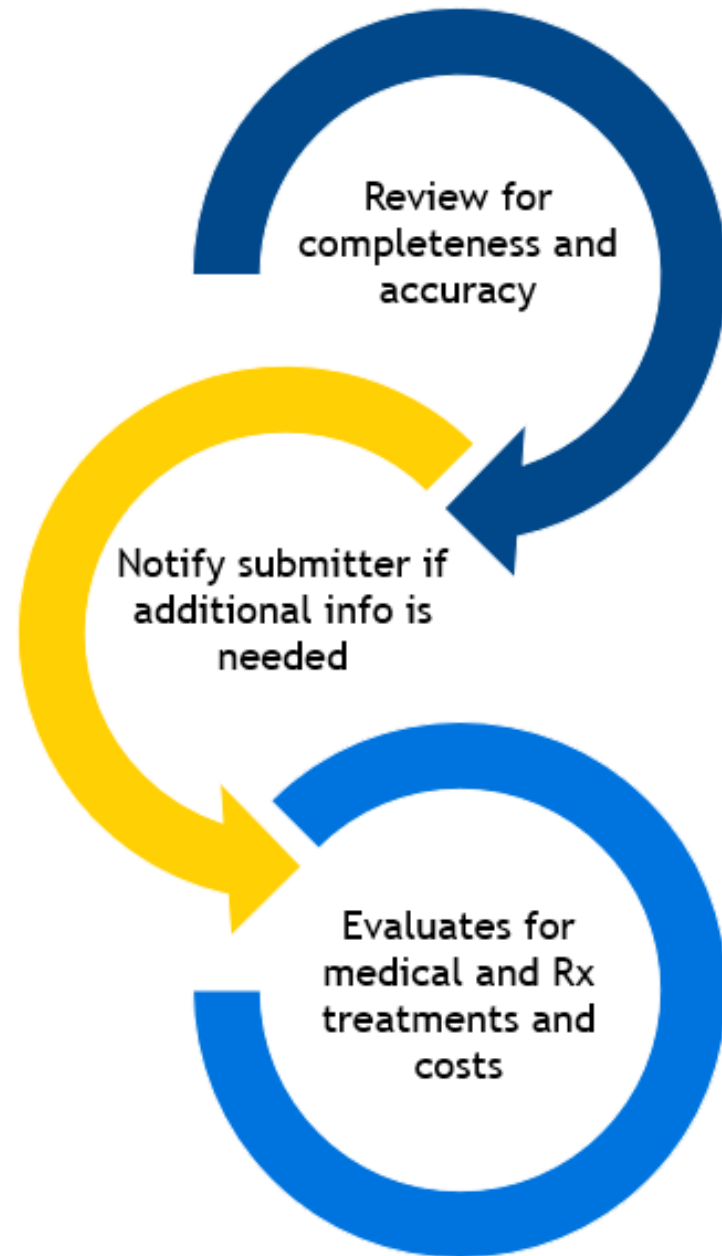 Review for
completeness and
accuracy
Notify submitter if
additional info is
needed
Evaluates for
medical and Rx
treatments and
costs